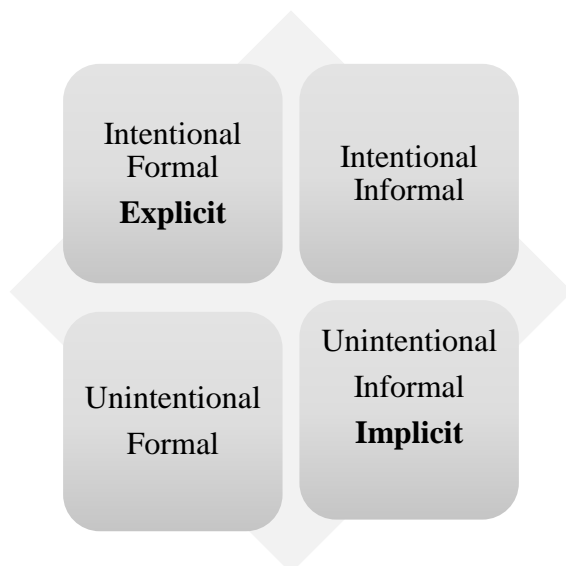 Intentional
Formal
Explicit
Intentional
Informal
Unintentional
Formal
Unintentional
Informal
Implicit